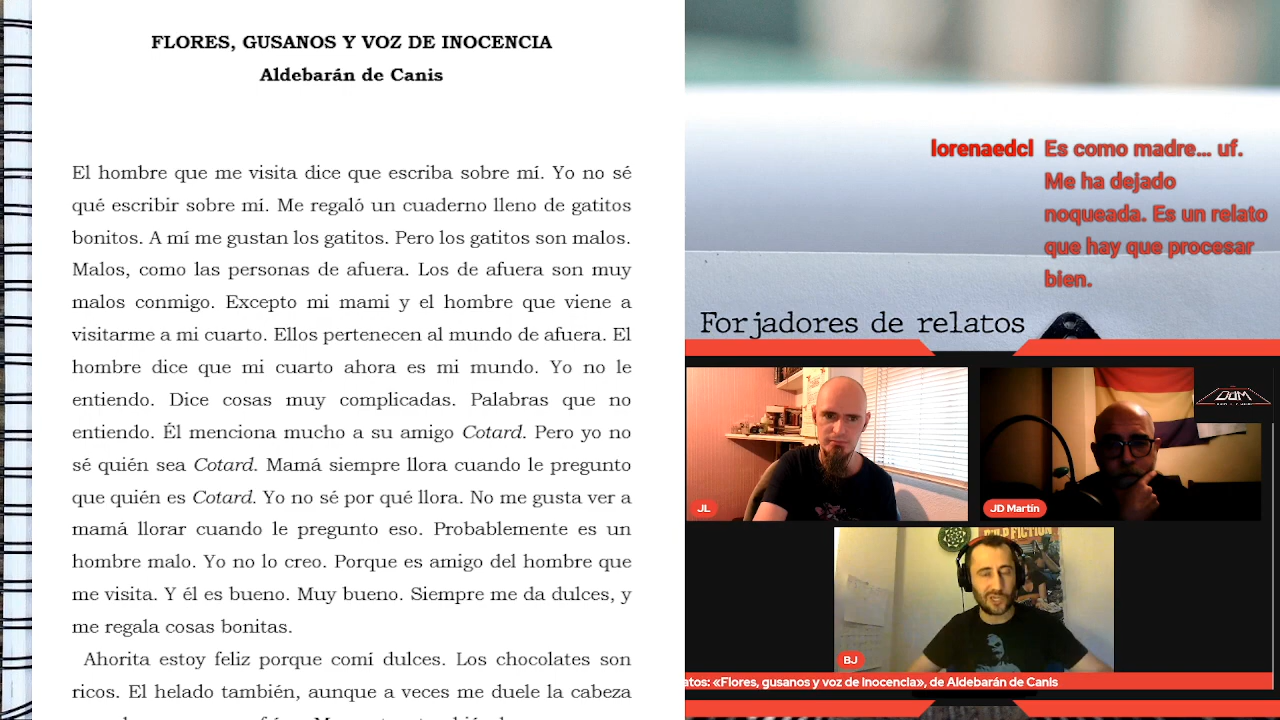 FLORES, GUSANOS Y VOZ DE INOCENCIA
Aldebarán de Canis
El hombre que me visita dice que escriba sobre mí. Yo no sé
qué escribir sobre mí. Me regaló un cuaderno lleno de gatitos
bonitos. A mí me gustan los gatitos. Pero los gatitos son malos.
Malos, como las personas de afuera. Los de afuera son muy
malos conmigo. Excepto mi mami y el hombre que viene a
visitarme a mi cuarto. Ellos pertenecen al mundo de afuera. El
hombre dice que mi cuarto ahora es mi mundo. Yo no le
entiendo. Dice cosas muy complicadas. Palabras que no
entiendo. Él menciona mucho a su amigo Cotard. Pero yo no
sé quién sea Cotard. Mamá siempre llora cuando le pregunto
que quién es Cotard. Yo no sé por qué llora. No me gusta ver a
mamá llorar cuando le pregunto eso. Probablemente es un
hombre malo. Yo no lo creo. Porque es amigo del hombre que
me visita. Y él es bueno. Muy bueno. Siempre me da dulces, y
me regala cosas bonitas.
Ahorita estoy feliz porque comí dulces. Los chocolates son
ricos. El helado también, aunque a veces me duele la cabeza
lorenaedcl Es como madre... uf.
Me ha dejado
noqueada. Es un relato
que hay que procesar
bien.
Forjadores de relatos
JL
JD Martín
PULP FICTION
BJ
atos: «Flores, gusanos y voz de inocencia», de Aldebarán de Canis